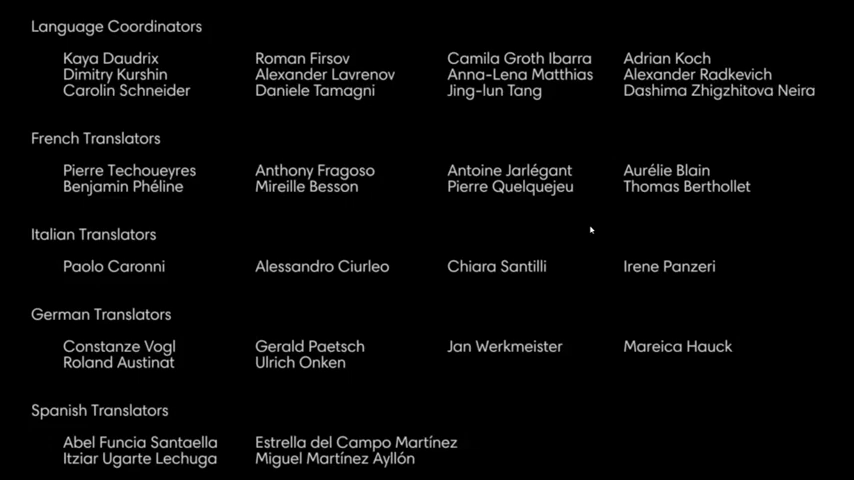 Language Coordinators
Kaya Daudrix Roman Firsov Camila Groth Ibarra Adrian Koch
Dimitry Kurshin Alexander Lavrenov Anna-Lena Matthias Alexander Radkevich
Carolin Schneider Daniele Tamagni Jing-lun Tang Dashima Zhigzhitova Neira
French Translators
Pierre Techoueyres Anthony Fragoso Antoine Jarlégant Aurélie Blain
Benjamin Phéline Mireille Besson Pierre Quelquejeu Thomas Berthollet
Italian Translators
Paolo Caronni Alessandro Ciurleo Chiara Santilli Irene Panzeri
German Translators
Constanze Vogl Gerald Paetsch Jan Werkmeister Mareica Hauck
Roland Austinat Ulrich Onken
Spanish Translators
Abel Funcia Santaella Estrella del Campo Martínez
Itziar Ugarte Lechuga Miguel Martínez Ayllón